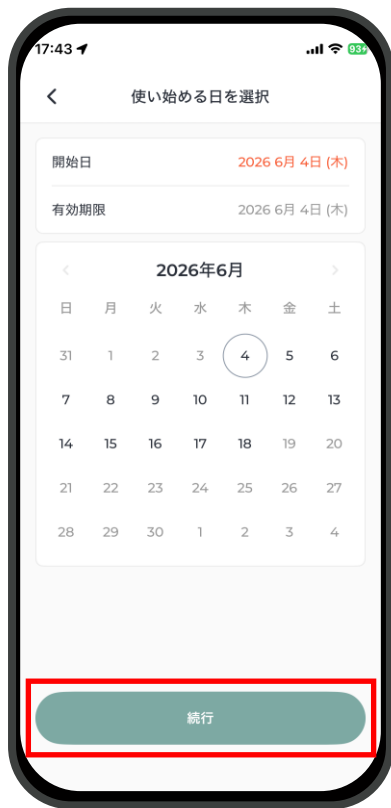 17:43
93+
使い始める日を選択
開始日 2026 6月 4日 (木)
有効期限 2026 6月 4日 (木)
2026年6月
日 月 火 水 木 金 土
31 1 2 3 4 5 6
7 8 9 10 11 12 13
14 15 16 17 18 19 20
21 22 23 24 25 26 27
28 29 30 1 2 3 4
続行